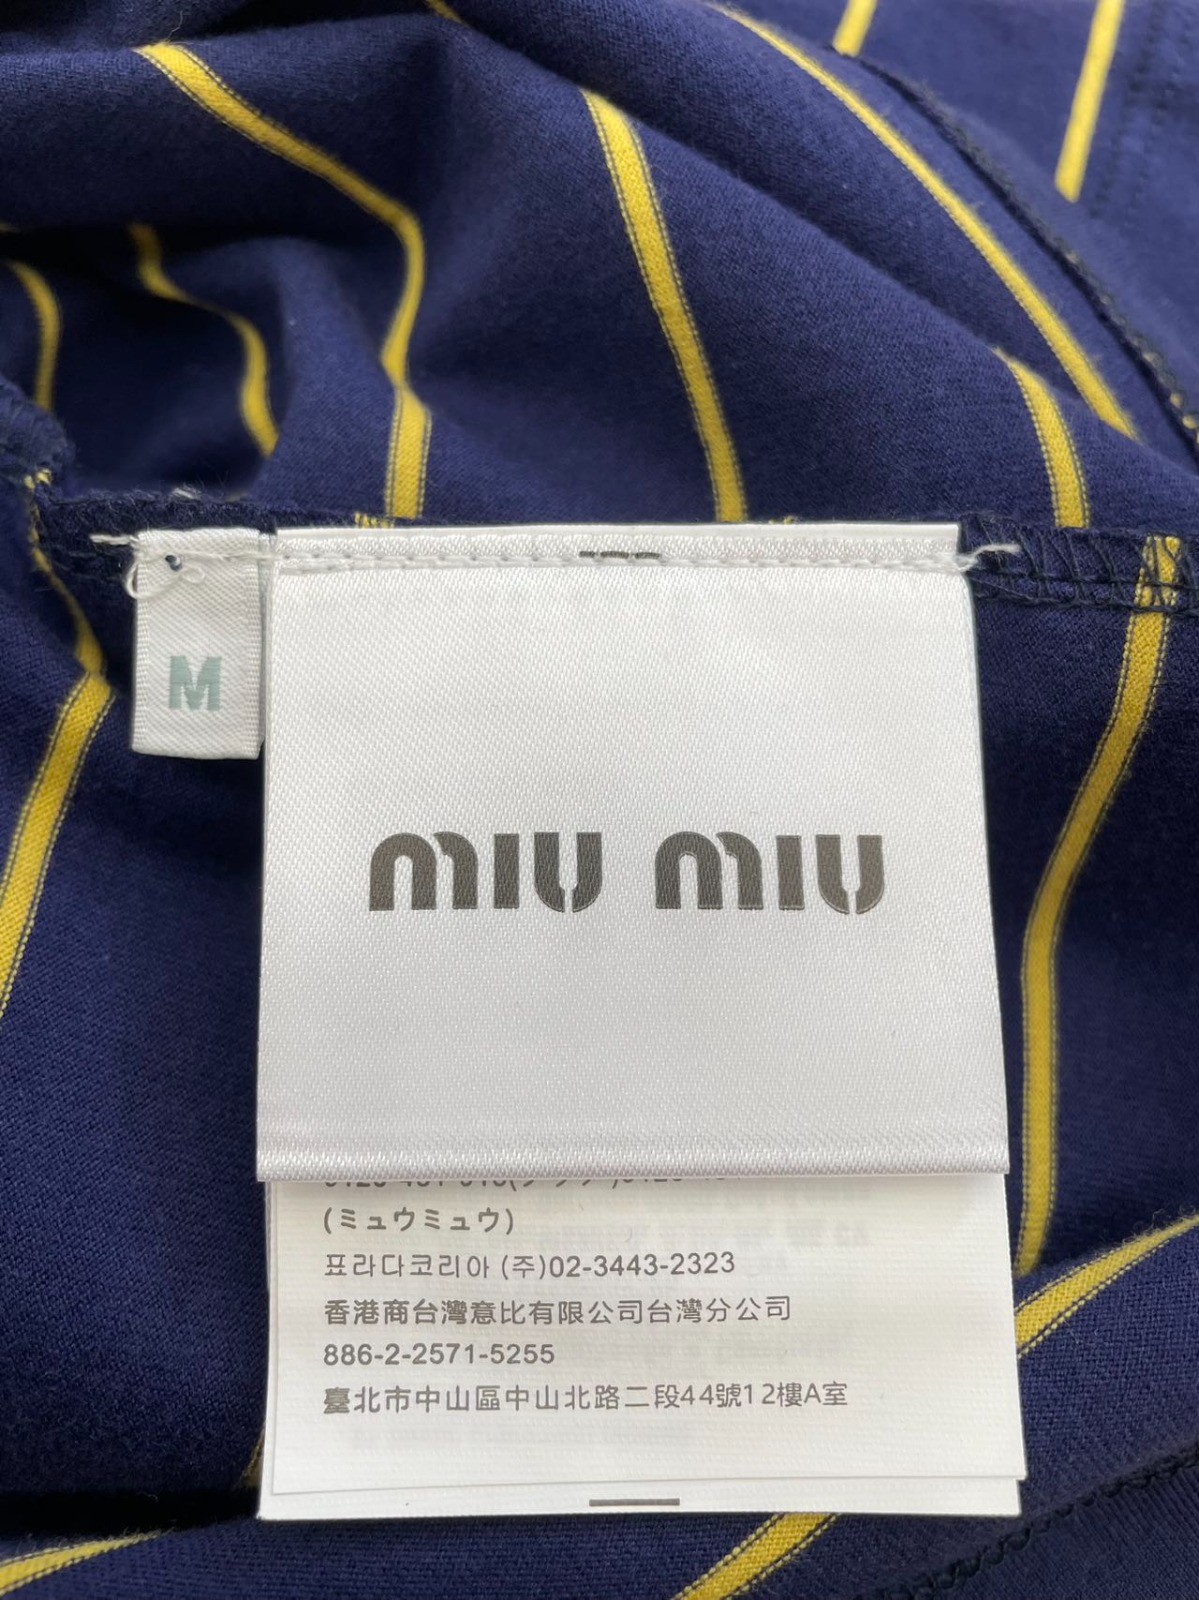 M
miu miu
(ミュウミュウ)
표라다코리아 (주)02-3443-2323
香港商台灣意比有限公司台灣分公司
886-2-2571-5255
臺北市中山區中山北路二段44號12樓A室